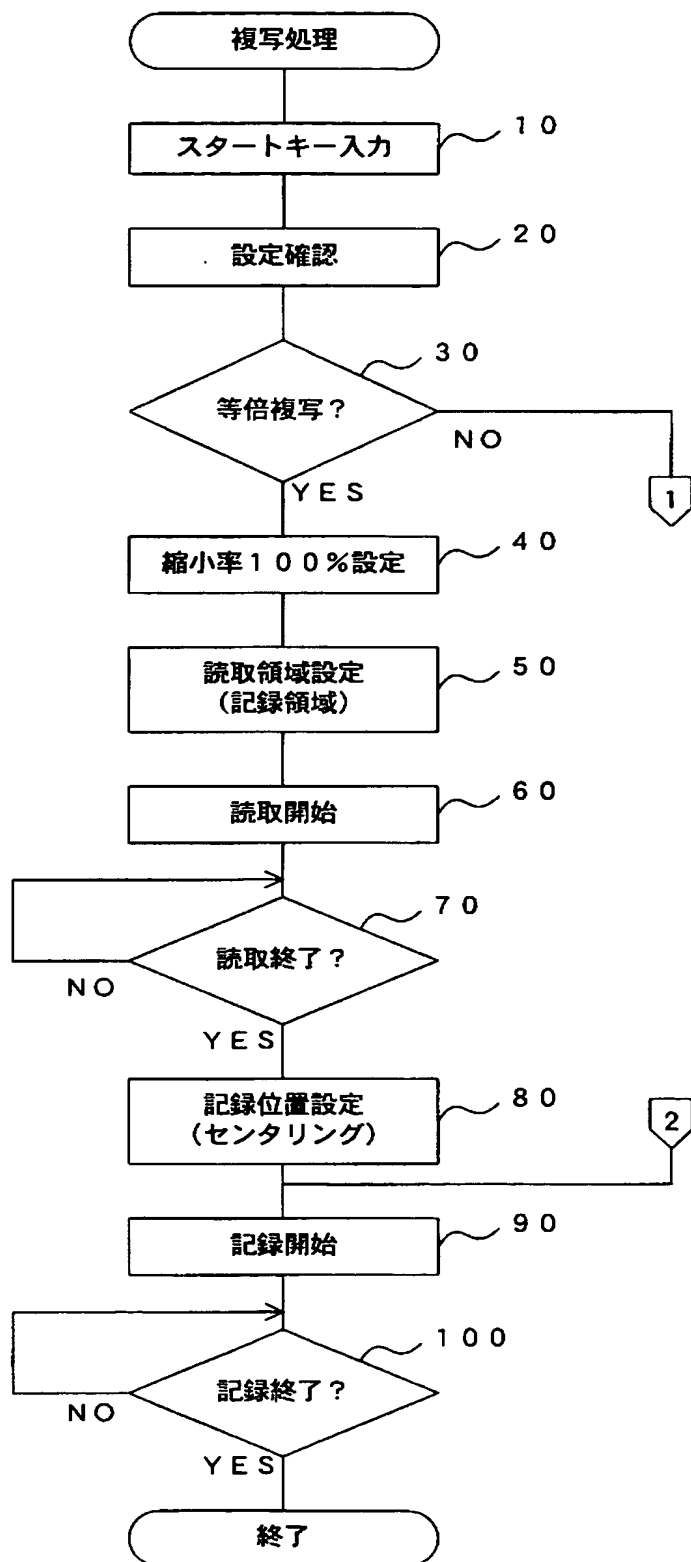 複写処理
スタートキー入力
１０
設定確認
２０
等倍複写？
３０
NO
1
YES
縮小率１００％設定
４０
読取領域設定
（記録領域）
５０
読取開始
６０
読取終了？
７０
NO
YES
記録位置設定
（センタリング）
８０
2
記録開始
９０
記録終了？
１００
NO
YES
終了